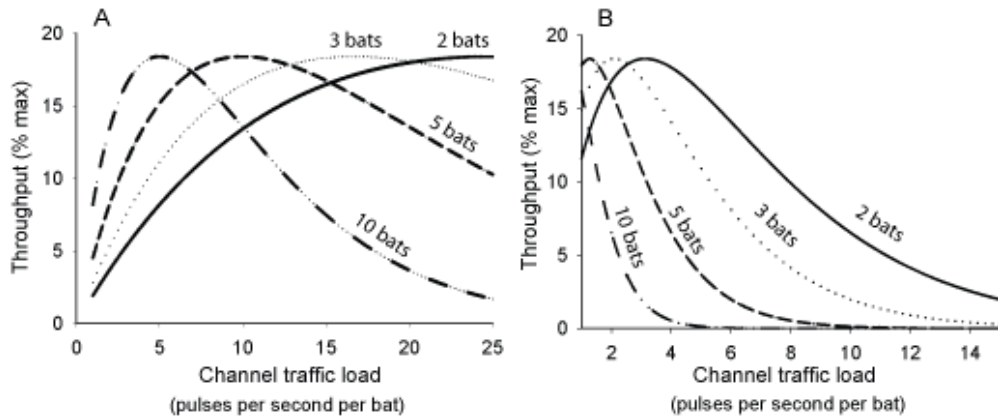 A
Throughput (% max)
20
15
10
5
0
3 bats
2 bats
5 bats
10 bats
0
5
10
15
20
25
Channel traffic load
(pulses per second per bat)
B
Throughput (% max)
20
15
10
5
0
10 bats
5 bats
3 bats
2 bats
2
4
6
8
10
12
14
Channel traffic load
(pulses per second per bat)